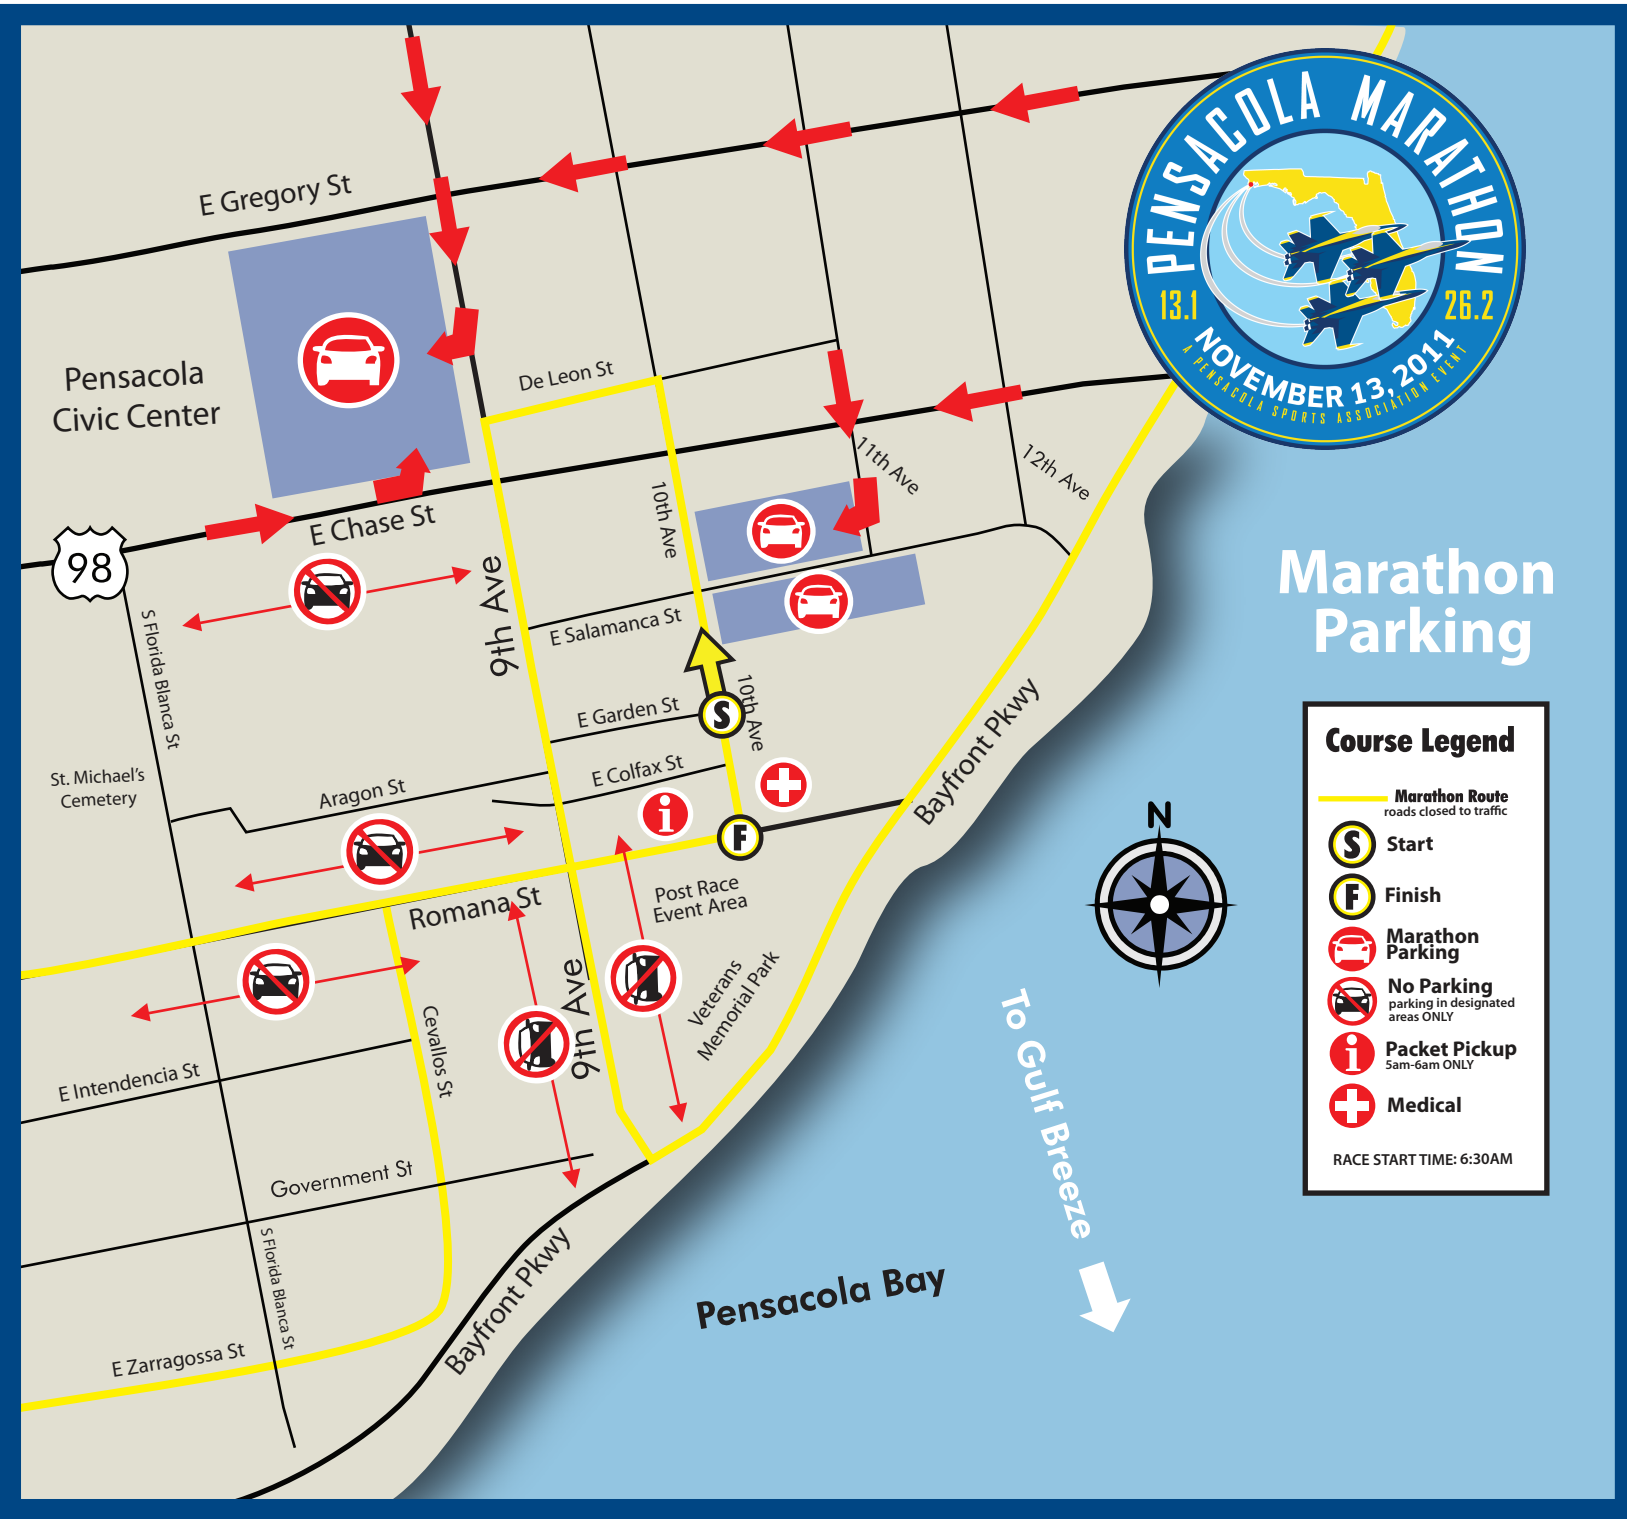 PENSACOLA MARATHON
13.1
26.2
NOVEMBER 13, 2011
A PENSACOLA SPORTS ASSOCIATION EVENT
E Gregory St
Pensacola
Civic Center
De Leon St
11th Ave
12th Ave
10th Ave
E Chase St
98
9th Ave
S Florida Blanca St
E Salamanca St
10th Ave
E Garden St
S
E Colfax St
St. Michael's
Cemetery
Aragon St
i
F
Bayfront Pkwy
Romana St
Post Race
Event Area
Veterans
Memorial Park
9th Ave
Cevallos St
E Intendencia St
Government St
S Florida Blanca St
E Zarragossa St
Bayfront Pkwy
Pensacola Bay
To Gulf Breeze
N
Marathon
Parking
Course Legend
Marathon Route
roads closed to traffic
S Start
F Finish
Marathon
Parking
No Parking
parking in designated
areas ONLY
i Packet Pickup
5am-6am ONLY
Medical
RACE START TIME: 6:30AM